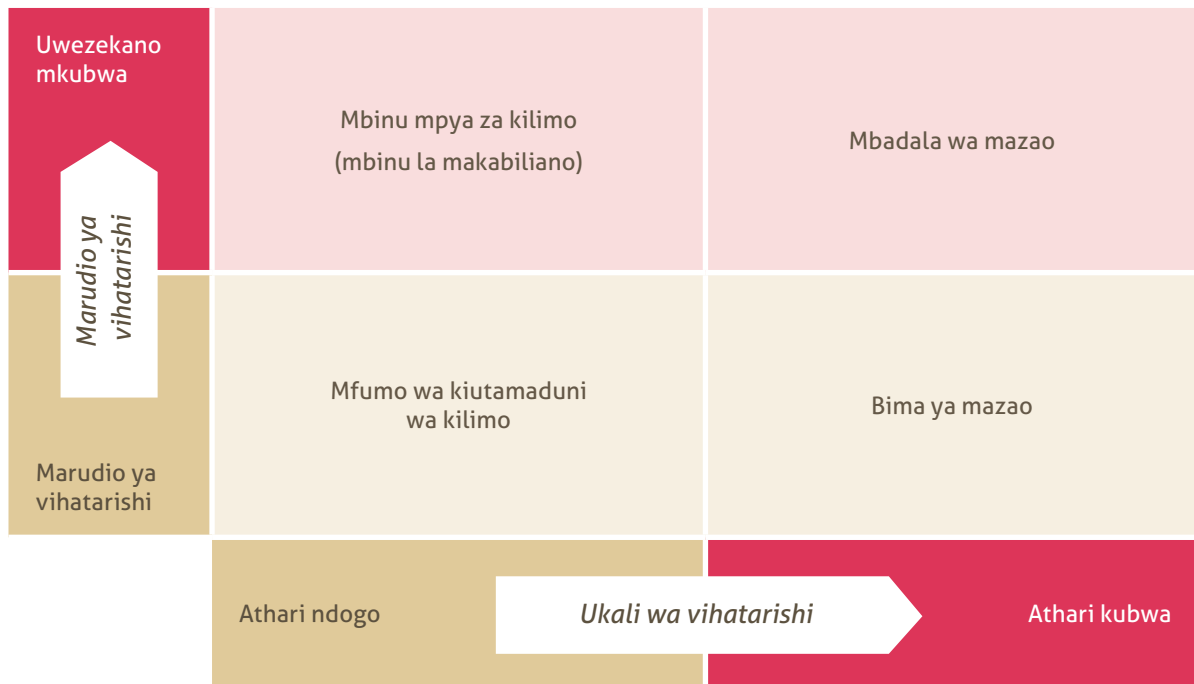 Uwezekano
mkubwa
Mbinu mpya za kilimo
(mbinu la makabiliano)
Mbadala wa mazao
Marudio ya
vihatarishi
Mfumo wa kiutamaduni
wa kilimo
Bima ya mazao
Marudio ya
vihatarishi
Athari ndogo
Ukali wa vihatarishi
Athari kubwa